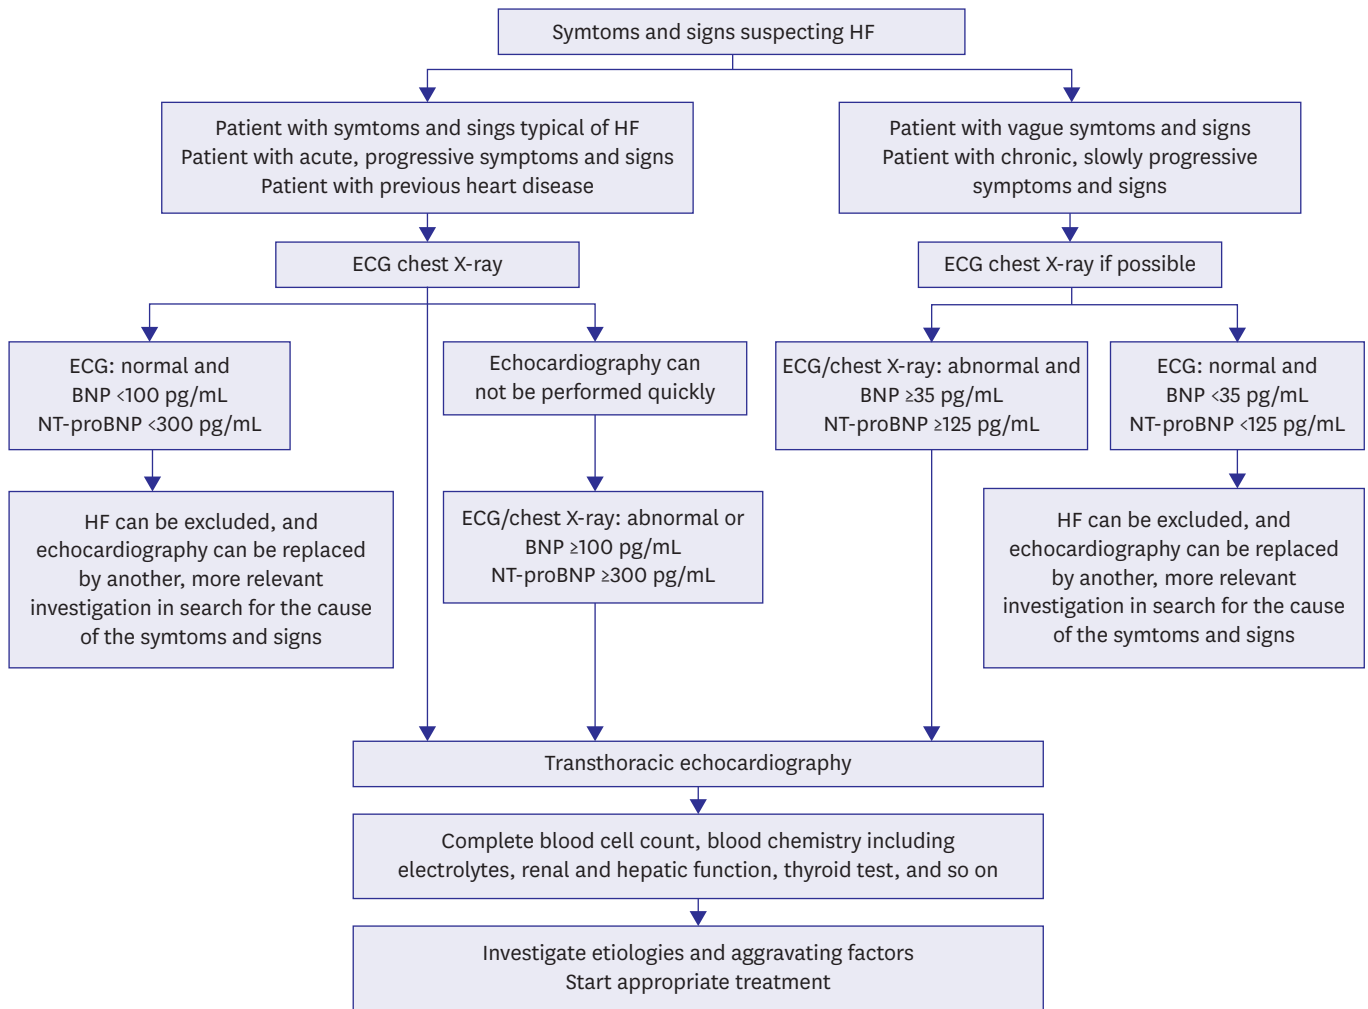 Symtoms and signs suspecting HF
Patient with symtoms and sings typical of HF
Patient with acute, progressive symptoms and signs
Patient with previous heart disease
Patient with vague symtoms and signs
Patient with chronic, slowly progressive
symptoms and signs
ECG chest X-ray
ECG chest X-ray if possible
ECG: normal and
BNP <100 pg/mL
NT-proBNP <300 pg/mL
Echocardiography can
not be performed quickly
ECG/chest X-ray: abnormal and
BNP ≥35 pg/mL
NT-proBNP ≥125 pg/mL
ECG: normal and
BNP <35 pg/mL
NT-proBNP <125 pg/mL
HF can be excluded, and
echocardiography can be replaced
by another, more relevant
investigation in search for the cause
of the symtoms and signs
ECG/chest X-ray: abnormal or
BNP ≥100 pg/mL
NT-proBNP ≥300 pg/mL
HF can be excluded, and
echocardiography can be replaced
by another, more relevant
investigation in search for the cause
of the symtoms and signs
Transthoracic echocardiography
Complete blood cell count, blood chemistry including
electrolytes, renal and hepatic function, thyroid test, and so on
Investigate etiologies and aggravating factors
Start appropriate treatment